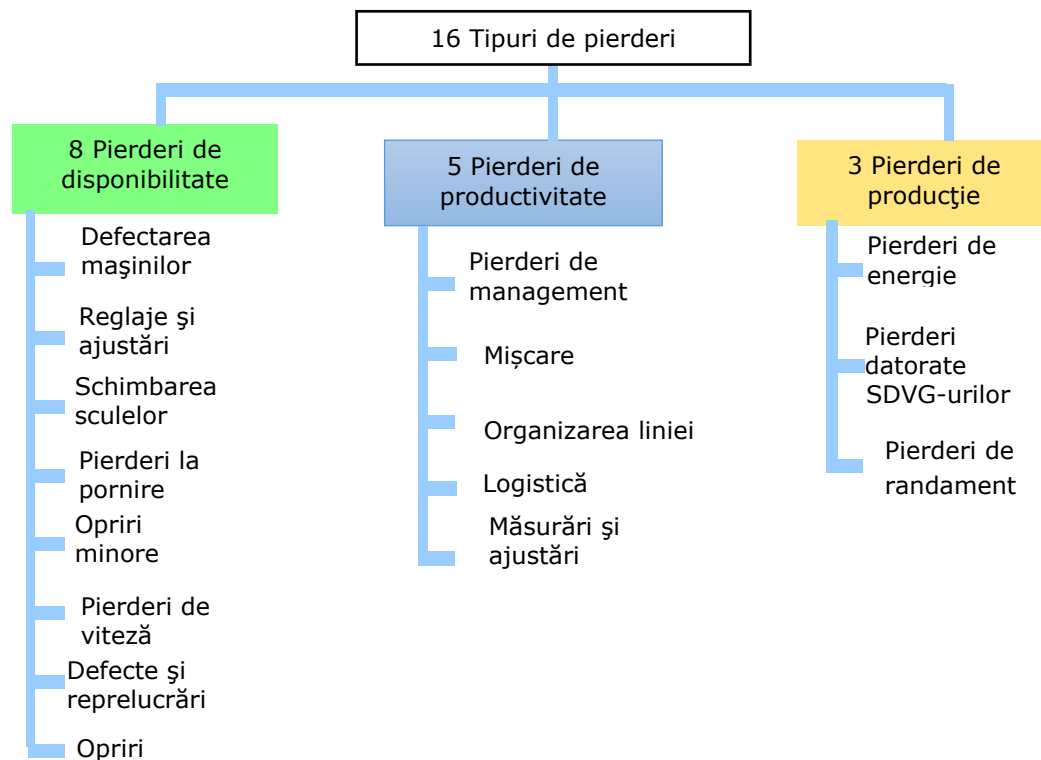 16 Tipuri de pierderi
8 Pierderi de
disponibilitate
Defectarea
maşinilor
Reglaje şi
ajustări
Schimbarea
sculelor
Pierderi la
pornire
Opriri
minore
Pierderi de
viteză
Defecte şi
reprelucrări
Opriri
5 Pierderi de
productivitate
Pierderi de
management
Mișcare
Organizarea liniei
Logistică
Măsurări şi
ajustări
3 Pierderi de
producţie
Pierderi de
energie
Pierderi
datorate
SDVG-urilor
Pierderi de
randament